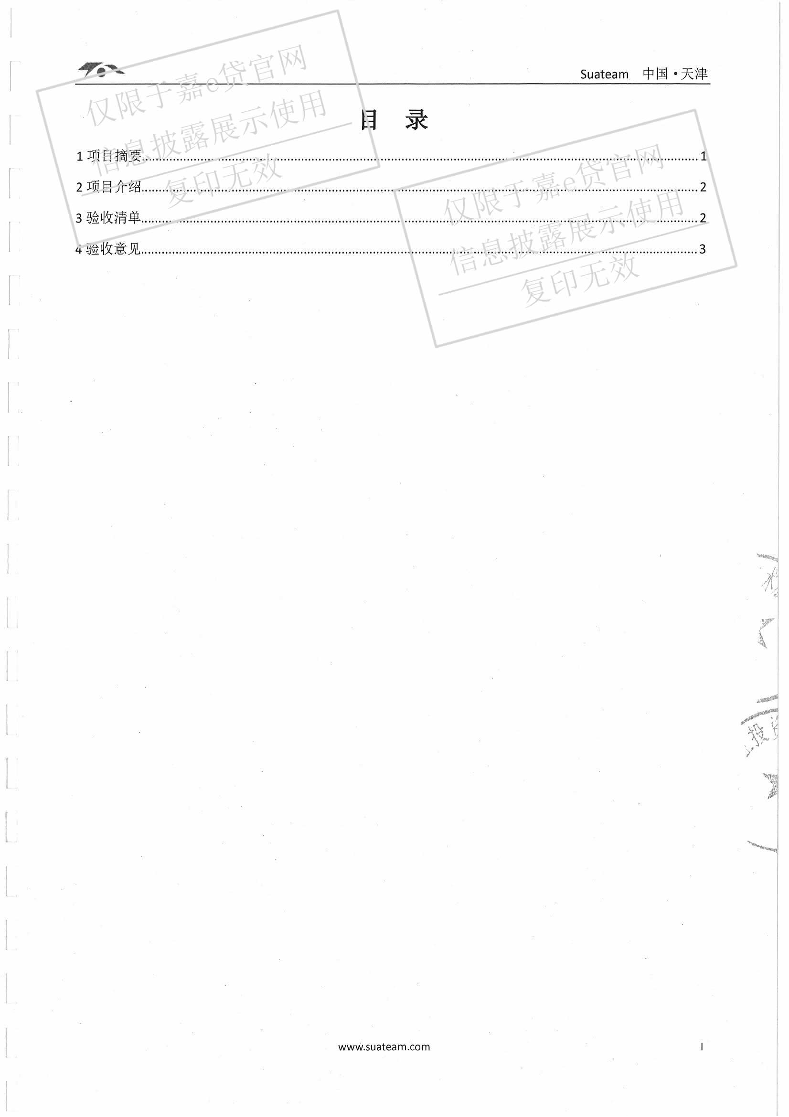 Suateam 中国·天津
目 录
1 项目摘要........1
2 项目介绍........2
3 验收清单........2
4 验收意见........3
仅限于嘉e贷官网
信息披露展示使用
复印无效
仅限于嘉e贷官网
信息披露展示使用
复印无效
投资
www.suateam.com I